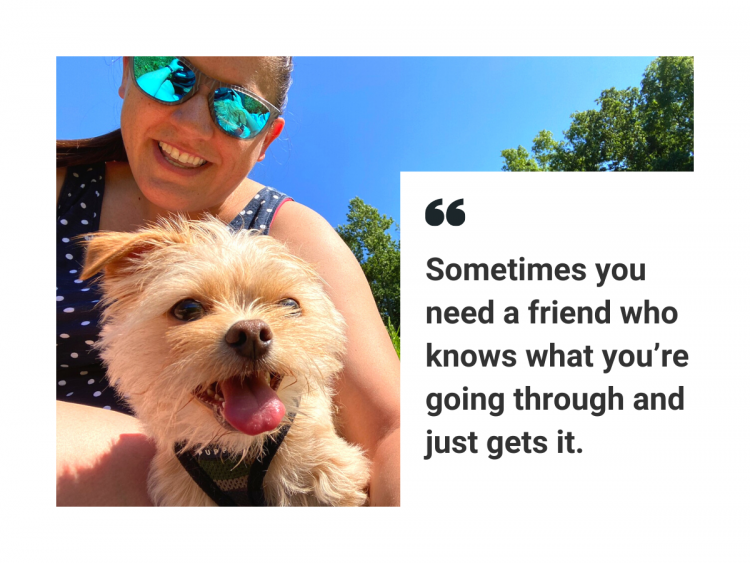 “
Sometimes you
need a friend who
knows what you’re
going through and
just gets it.